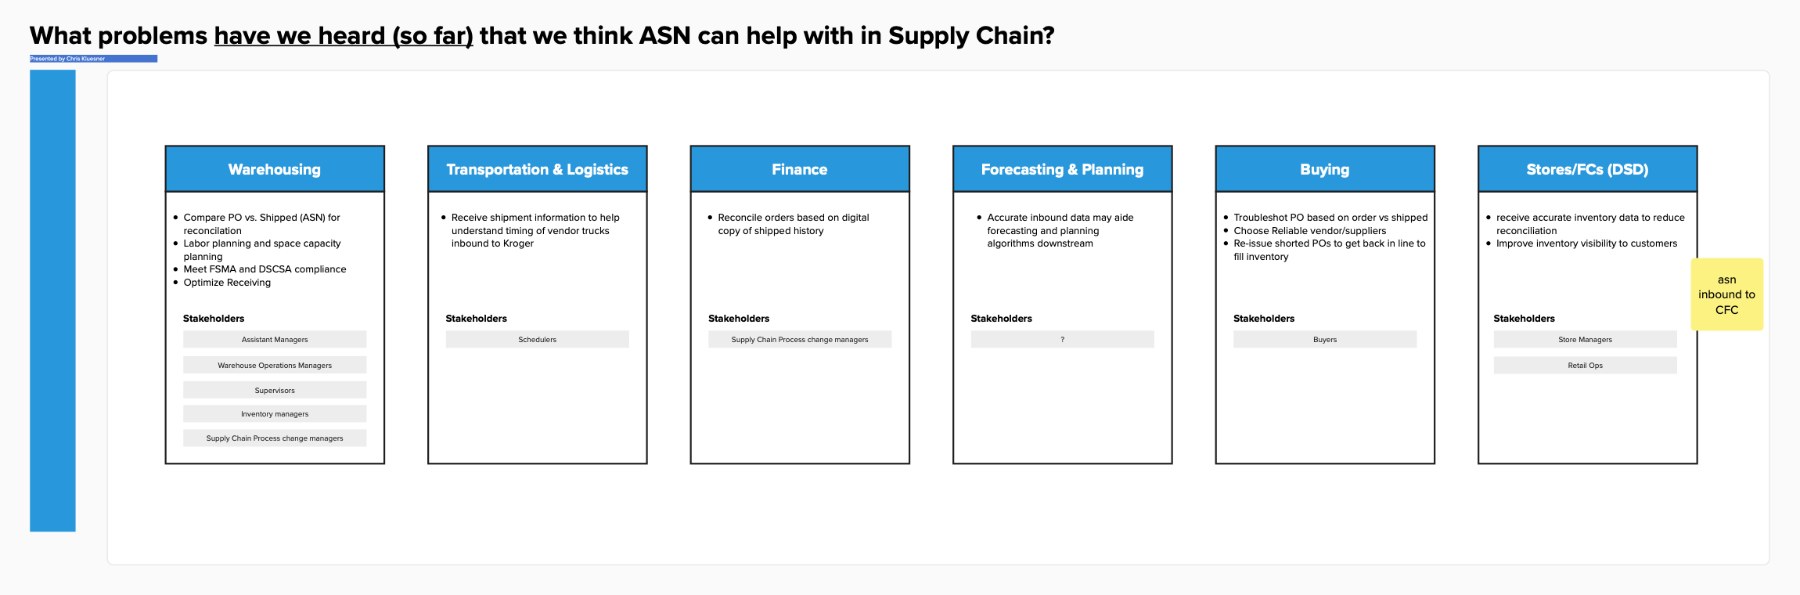 What problems have we heard (so far) that we think ASN can help with in Supply Chain?
Presented by Chris Kluesner
Warehousing
• Compare PO vs. Shipped (ASN) for
reconciliation
• Labor planning and space capacity
planning
• Meet FSMA and DSCSA compliance
• Optimize Receiving
Stakeholders
Assistant Managers
Warehouse Operations Managers
Supervisors
Inventory managers
Supply Chain Process change managers
Transportation & Logistics
• Receive shipment information to help
understand timing of vendor trucks
inbound to Kroger
Stakeholders
Schedulers
Finance
• Reconcile orders based on digital
copy of shipped history
Stakeholders
Supply Chain Process change managers
Forecasting & Planning
• Accurate inbound data may aide
forecasting and planning
algorithms downstream
Stakeholders
?
Buying
• Troubleshot PO based on order vs shipped
• Choose Reliable vendor/suppliers
• Re-issue shorted POs to get back in line to
fill inventory
Stakeholders
Buyers
Stores/FCs (DSD)
• receive accurate inventory data to reduce
reconciliation
• Improve inventory visibility to customers
Stakeholders
Store Managers
Retail Ops
asn
inbound to
CFC